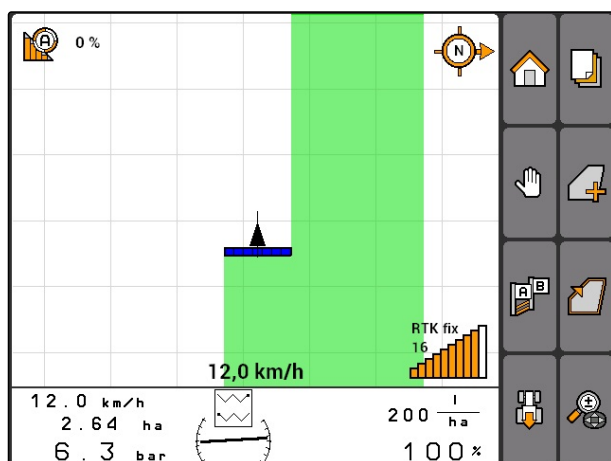 A
0 %
N
A B
RTK fix
16
12,0 km/h
12.0 km/h
2.64 ha
6.3 bar
200 l/ha
100 %